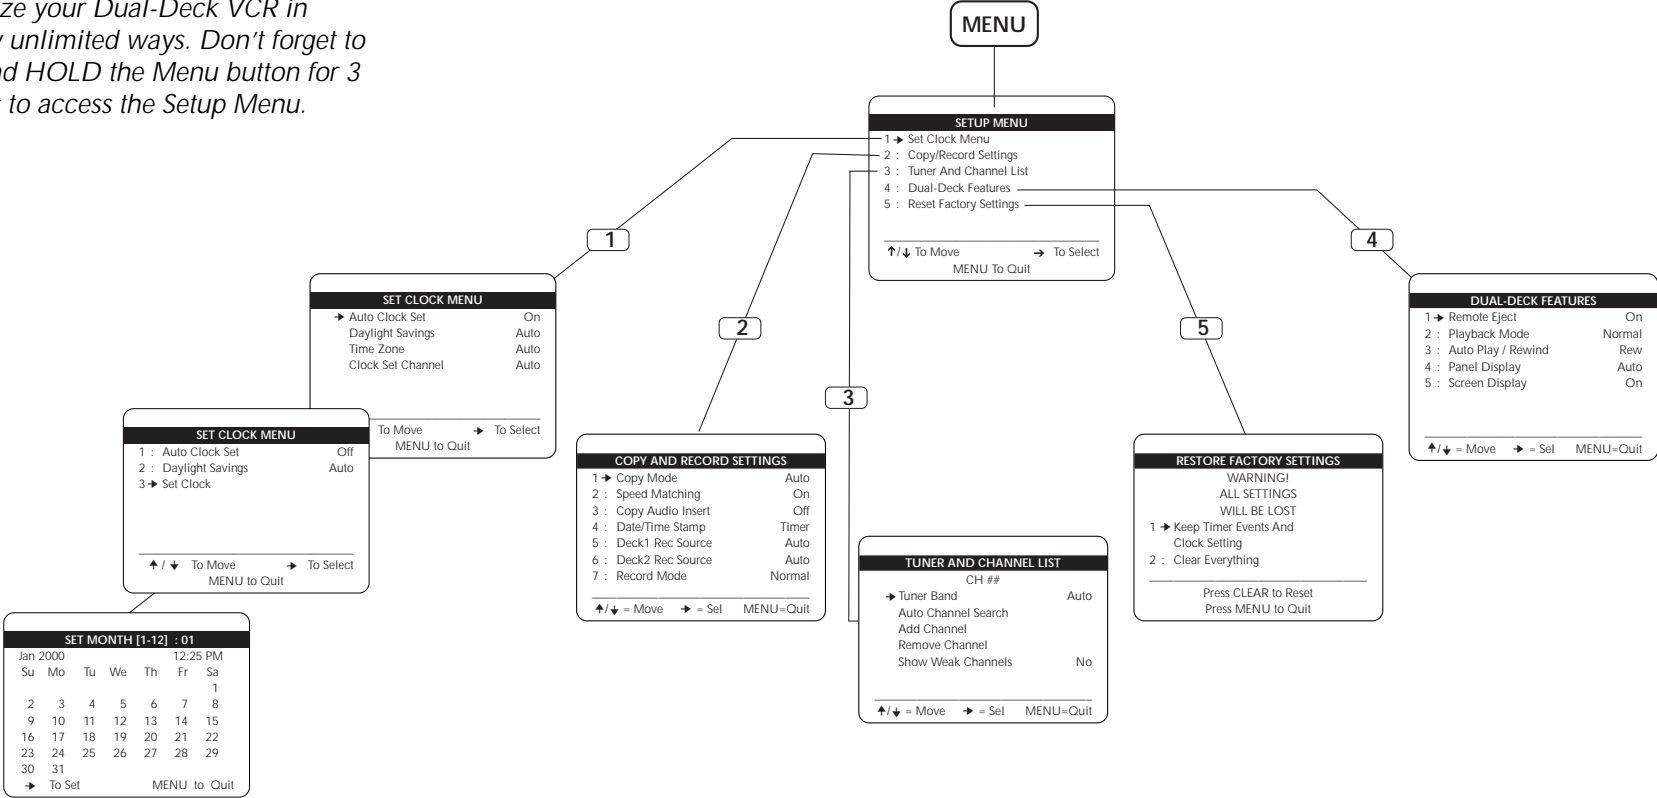 ze your Dual-Deck VCR in
unlimited ways. Don't forget to
HOLD the Menu button for 3
to access the Setup Menu.
MENU
SETUP MENU
1 → Set Clock Menu
2 : Copy/Record Settings
3 : Tuner And Channel List
4 : Dual-Deck Features
5 : Reset Factory Settings
↑/↓ To Move → To Select
MENU To Quit
1
SET CLOCK MENU
→ Auto Clock Set On
Daylight Savings Auto
Time Zone Auto
Clock Set Channel Auto
To Move → To Select
MENU to Quit
SET CLOCK MENU
1 : Auto Clock Set Off
2 : Daylight Savings Auto
3 → Set Clock
↑ / ↓ To Move → To Select
MENU to Quit
SET MONTH [1-12] : 01
Jan 2000 12:25 PM
Su Mo Tu We Th Fr Sa
1
2 3 4 5 6 7 8
9 10 11 12 13 14 15
16 17 18 19 20 21 22
23 24 25 26 27 28 29
30 31
→ To Set MENU to Quit
2
COPY AND RECORD SETTINGS
1 → Copy Mode Auto
2 : Speed Matching On
3 : Copy Audio Insert Off
4 : Date/Time Stamp Timer
5 : Deck1 Rec Source Auto
6 : Deck2 Rec Source Auto
7 : Record Mode Normal
↑/↓ = Move → = Sel MENU=Quit
3
TUNER AND CHANNEL LIST
CH ##
→ Tuner Band Auto
Auto Channel Search
Add Channel
Remove Channel
Show Weak Channels No
↑/↓ = Move → = Sel MENU=Quit
5
RESTORE FACTORY SETTINGS
WARNING!
ALL SETTINGS
WILL BE LOST
1 → Keep Timer Events And
Clock Setting
2 : Clear Everything
Press CLEAR to Reset
Press MENU to Quit
4
DUAL-DECK FEATURES
1 → Remote Eject On
2 : Playback Mode Normal
3 : Auto Play / Rewind Rew
4 : Panel Display Auto
5 : Screen Display On
↑/↓ = Move → = Sel MENU=Quit